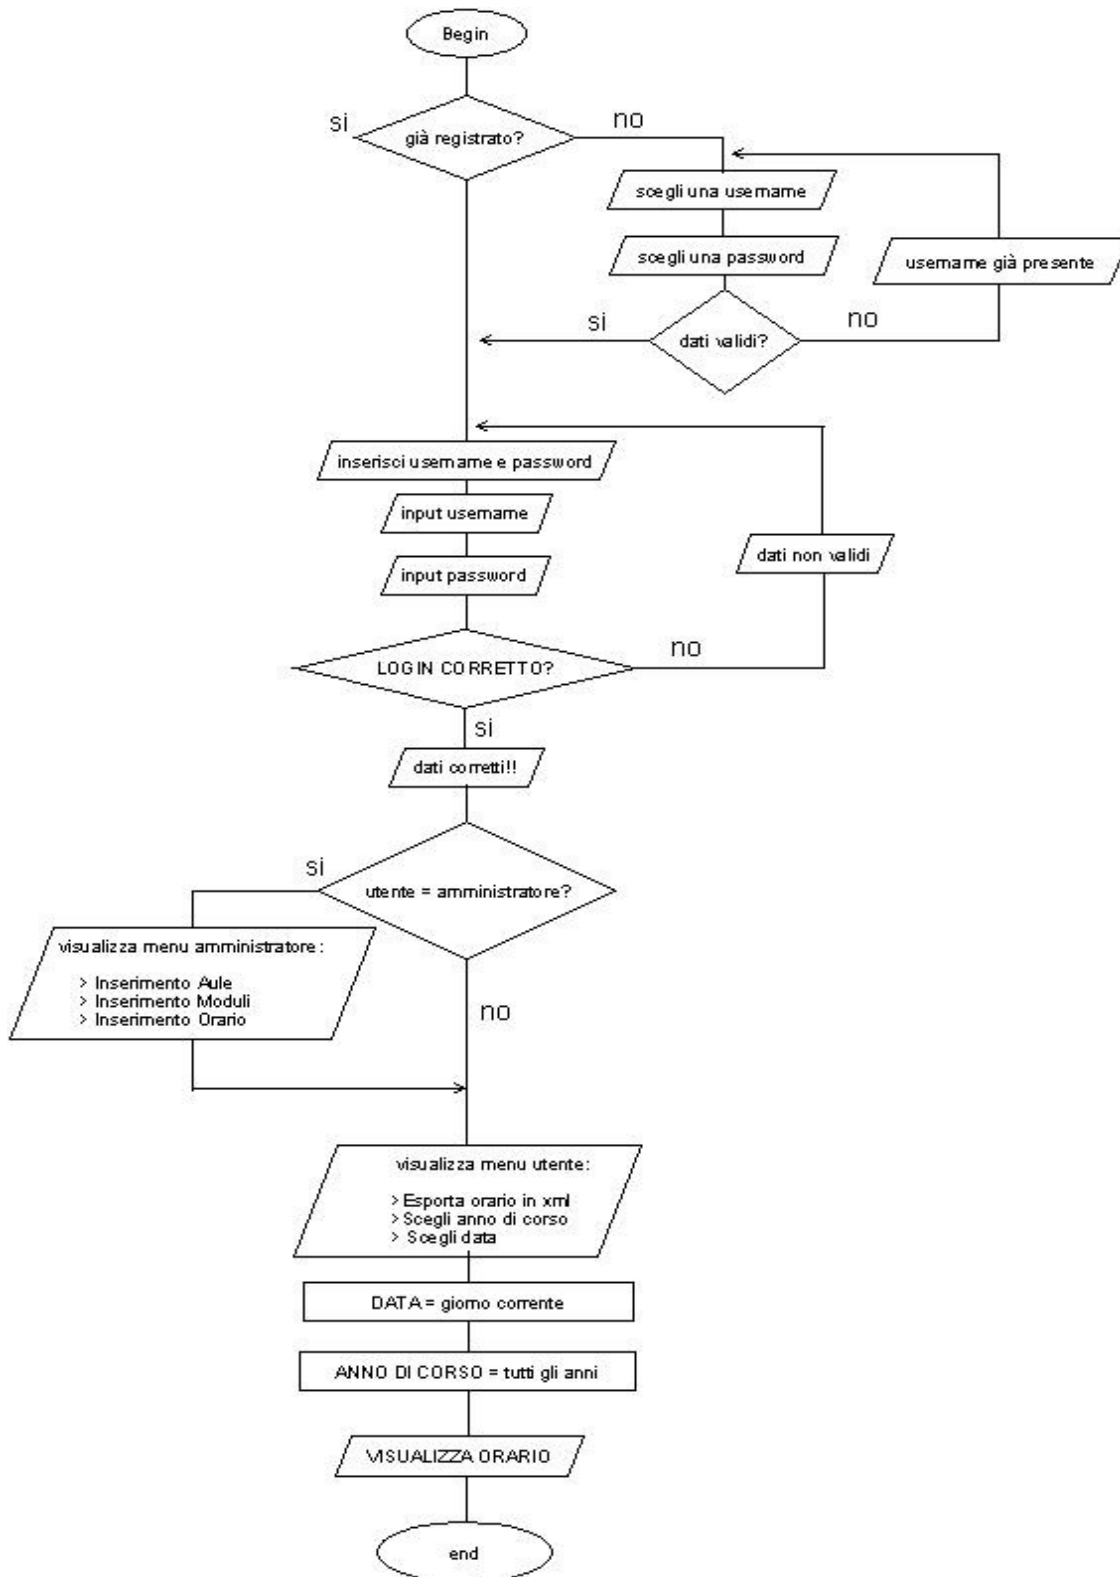 Begin
si
già registrato?
no
scegli una username
scegli una password
username già presente
si
dati validi?
no
inserisci username e password
input username
dati non validi
input password
LOGIN CORRETTO?
no
si
dati corretti!!
si
utente = amministratore?
visualizza menu amministratore:
> Inserimento Aule
> Inserimento Moduli
> Inserimento Orario
no
visualizza menu utente:
> Esporta orario in xml
> Scegli anno di corso
> Scegli data
DATA = giorno corrente
ANNO DI CORSO = tutti gli anni
VISUALIZZA ORARIO
end